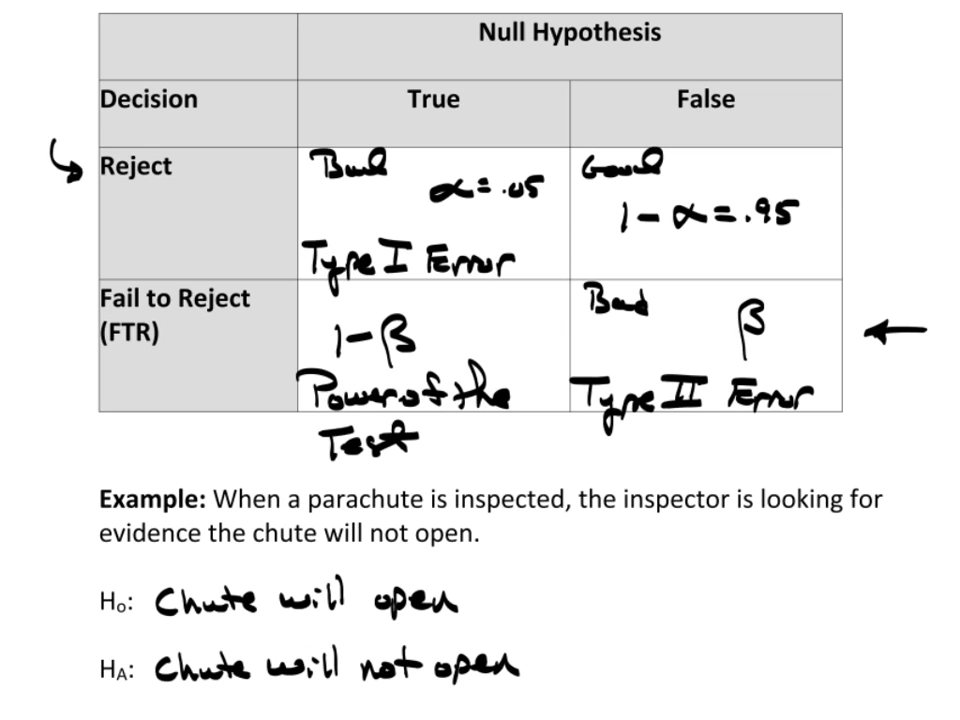 Null Hypothesis
Decision True False
Reject Bad α = .05 Good 1 - α = .95
Type I Error
Fail to Reject (FTR) 1-β Bad β
Power of the Test Type II Error
Example: When a parachute is inspected, the inspector is looking for
evidence the chute will not open.
H₀: Chute will open
Hᴀ: Chute will not open